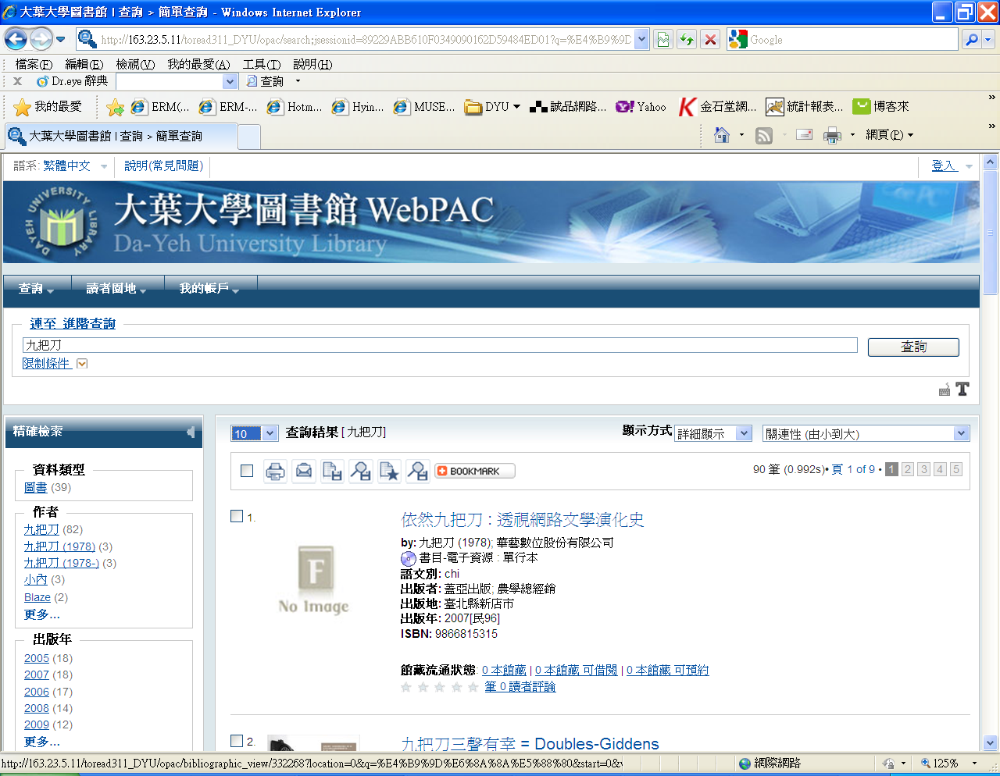 大葉大學圖書館 | 查詢 > 簡單查詢 - Windows Internet Explorer
http://163.23.5.11/toread311_DYU/opac/search;jsessionid=89229ABB610F0349090162D59484ED01?q=%E4%B9%9D
Google
檔案(F) 編輯(E) 檢視(V) 我的最愛(A) 工具(T) 說明(H)
Dr.eye 辭典 查詢
我的最愛 ERM(... ERM-... Hotm... Hyin... MUSE... DYU 誠品網路... Yahoo 金石堂網... 統計報表... 博客來
大葉大學圖書館 | 查詢 > 簡單查詢 網頁(P)
語系: 繁體中文 說明(常見問題) 登入
DAYEH UNIVERSITY LIBRARY
大葉大學圖書館 WebPAC
Da-Yeh University Library
查詢 讀者園地 我的帳戶
連至 進階查詢
九把刀 查詢
限制條件
精確檢索
資料類型
圖書 (39)
作者
九把刀 (82)
九把刀 (1978) (3)
九把刀 (1978-) (3)
小內 (3)
Blaze (2)
更多...
出版年
2005 (18)
2007 (18)
2006 (17)
2008 (14)
2009 (12)
更多...
10 查詢結果 [ 九把刀] 顯示方式 詳細顯示 關連性 (由小到大)
BOOKMARK 90 筆 (0.992s)• 頁 1 of 9 • 1 2 3 4 5
1. 依然九把刀 : 透視網路文學演化史
F
No Image
by: 九把刀 (1978); 華藝數位股份有限公司
書目-電子資源 : 單行本
語文別: chi
出版者: 蓋亞出版; 農學總經銷
出版地: 臺北縣新店市
出版年: 2007[民96]
ISBN: 9866815315
館藏流通狀態: 0 本館藏 | 0 本館藏 可借閱 | 0 本館藏 可預約
筆 0 讀者評論
2. 九把刀三聲有幸 = Doubles-Giddens
http://163.23.5.11/toread311_DYU/opac/bibliographic_view/332268?location=0&q=%E4%B9%9D%E6%8A%8A%E5%88%80&start=0&v
網際網路 125%